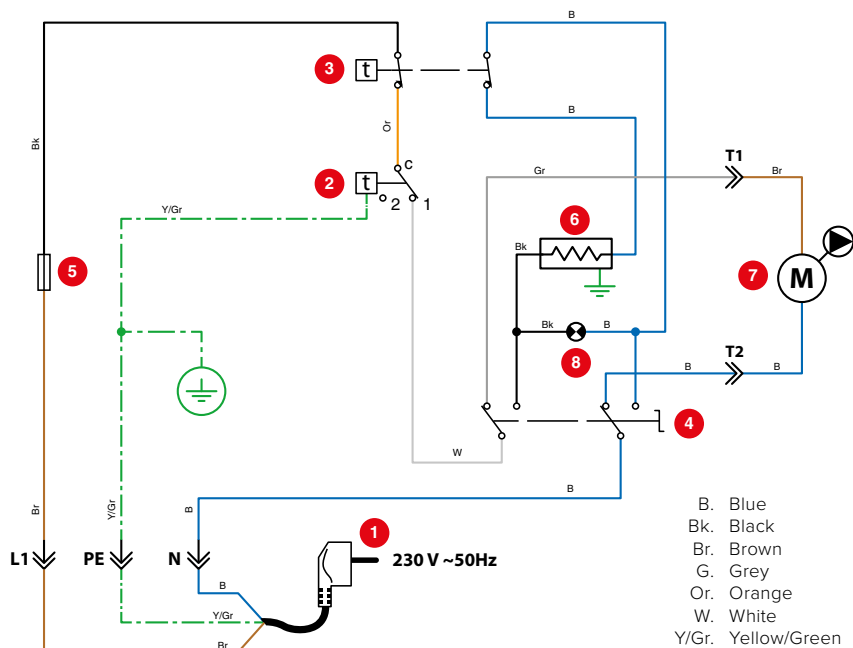 B
3
t
B
Bk
Or
C
T1
Gr
Br
2
t
2
1
Y/Gr
6
Bk
5
7
M
Bk
B
8
T2
B
B
4
W
B
B
Br
Y/Gr
1
L1
PE
N
230 V ~50Hz
B
Y/Gr
Br
B. Blue
Bk. Black
Br. Brown
G. Grey
Or. Orange
W. White
Y/Gr. Yellow/Green